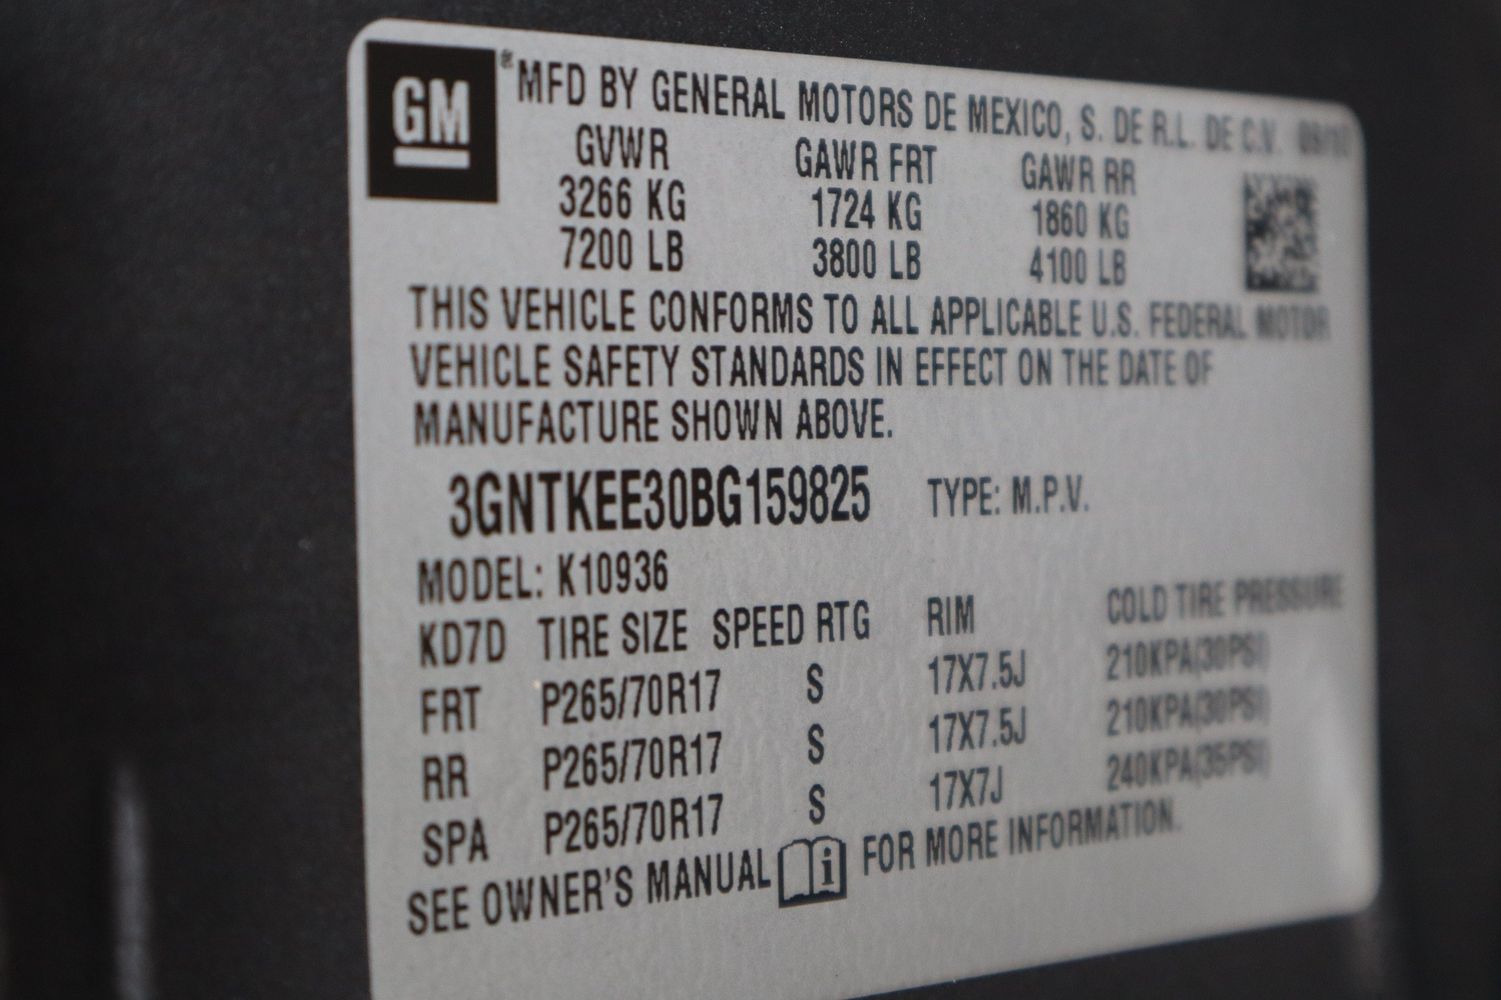 GM
® MFD BY GENERAL MOTORS DE MEXICO, S. DE R.L. DE C.V.
GVWR GAWR FRT GAWR RR
3266 KG 1724 KG 1860 KG
7200 LB 3800 LB 4100 LB
THIS VEHICLE CONFORMS TO ALL APPLICABLE U.S. FEDERAL MOTOR
VEHICLE SAFETY STANDARDS IN EFFECT ON THE DATE OF
MANUFACTURE SHOWN ABOVE.
3GNTKEE30BG159825 TYPE: M.P.V.
MODEL: K10936
KD7D TIRE SIZE SPEED RTG RIM COLD TIRE PRESSURE
FRT P265/70R17 S 17X7.5J 210KPA(30PSI)
RR P265/70R17 S 17X7.5J 210KPA(30PSI)
SPA P265/70R17 S 17X7J 240KPA(35PSI)
SEE OWNER'S MANUAL i FOR MORE INFORMATION.